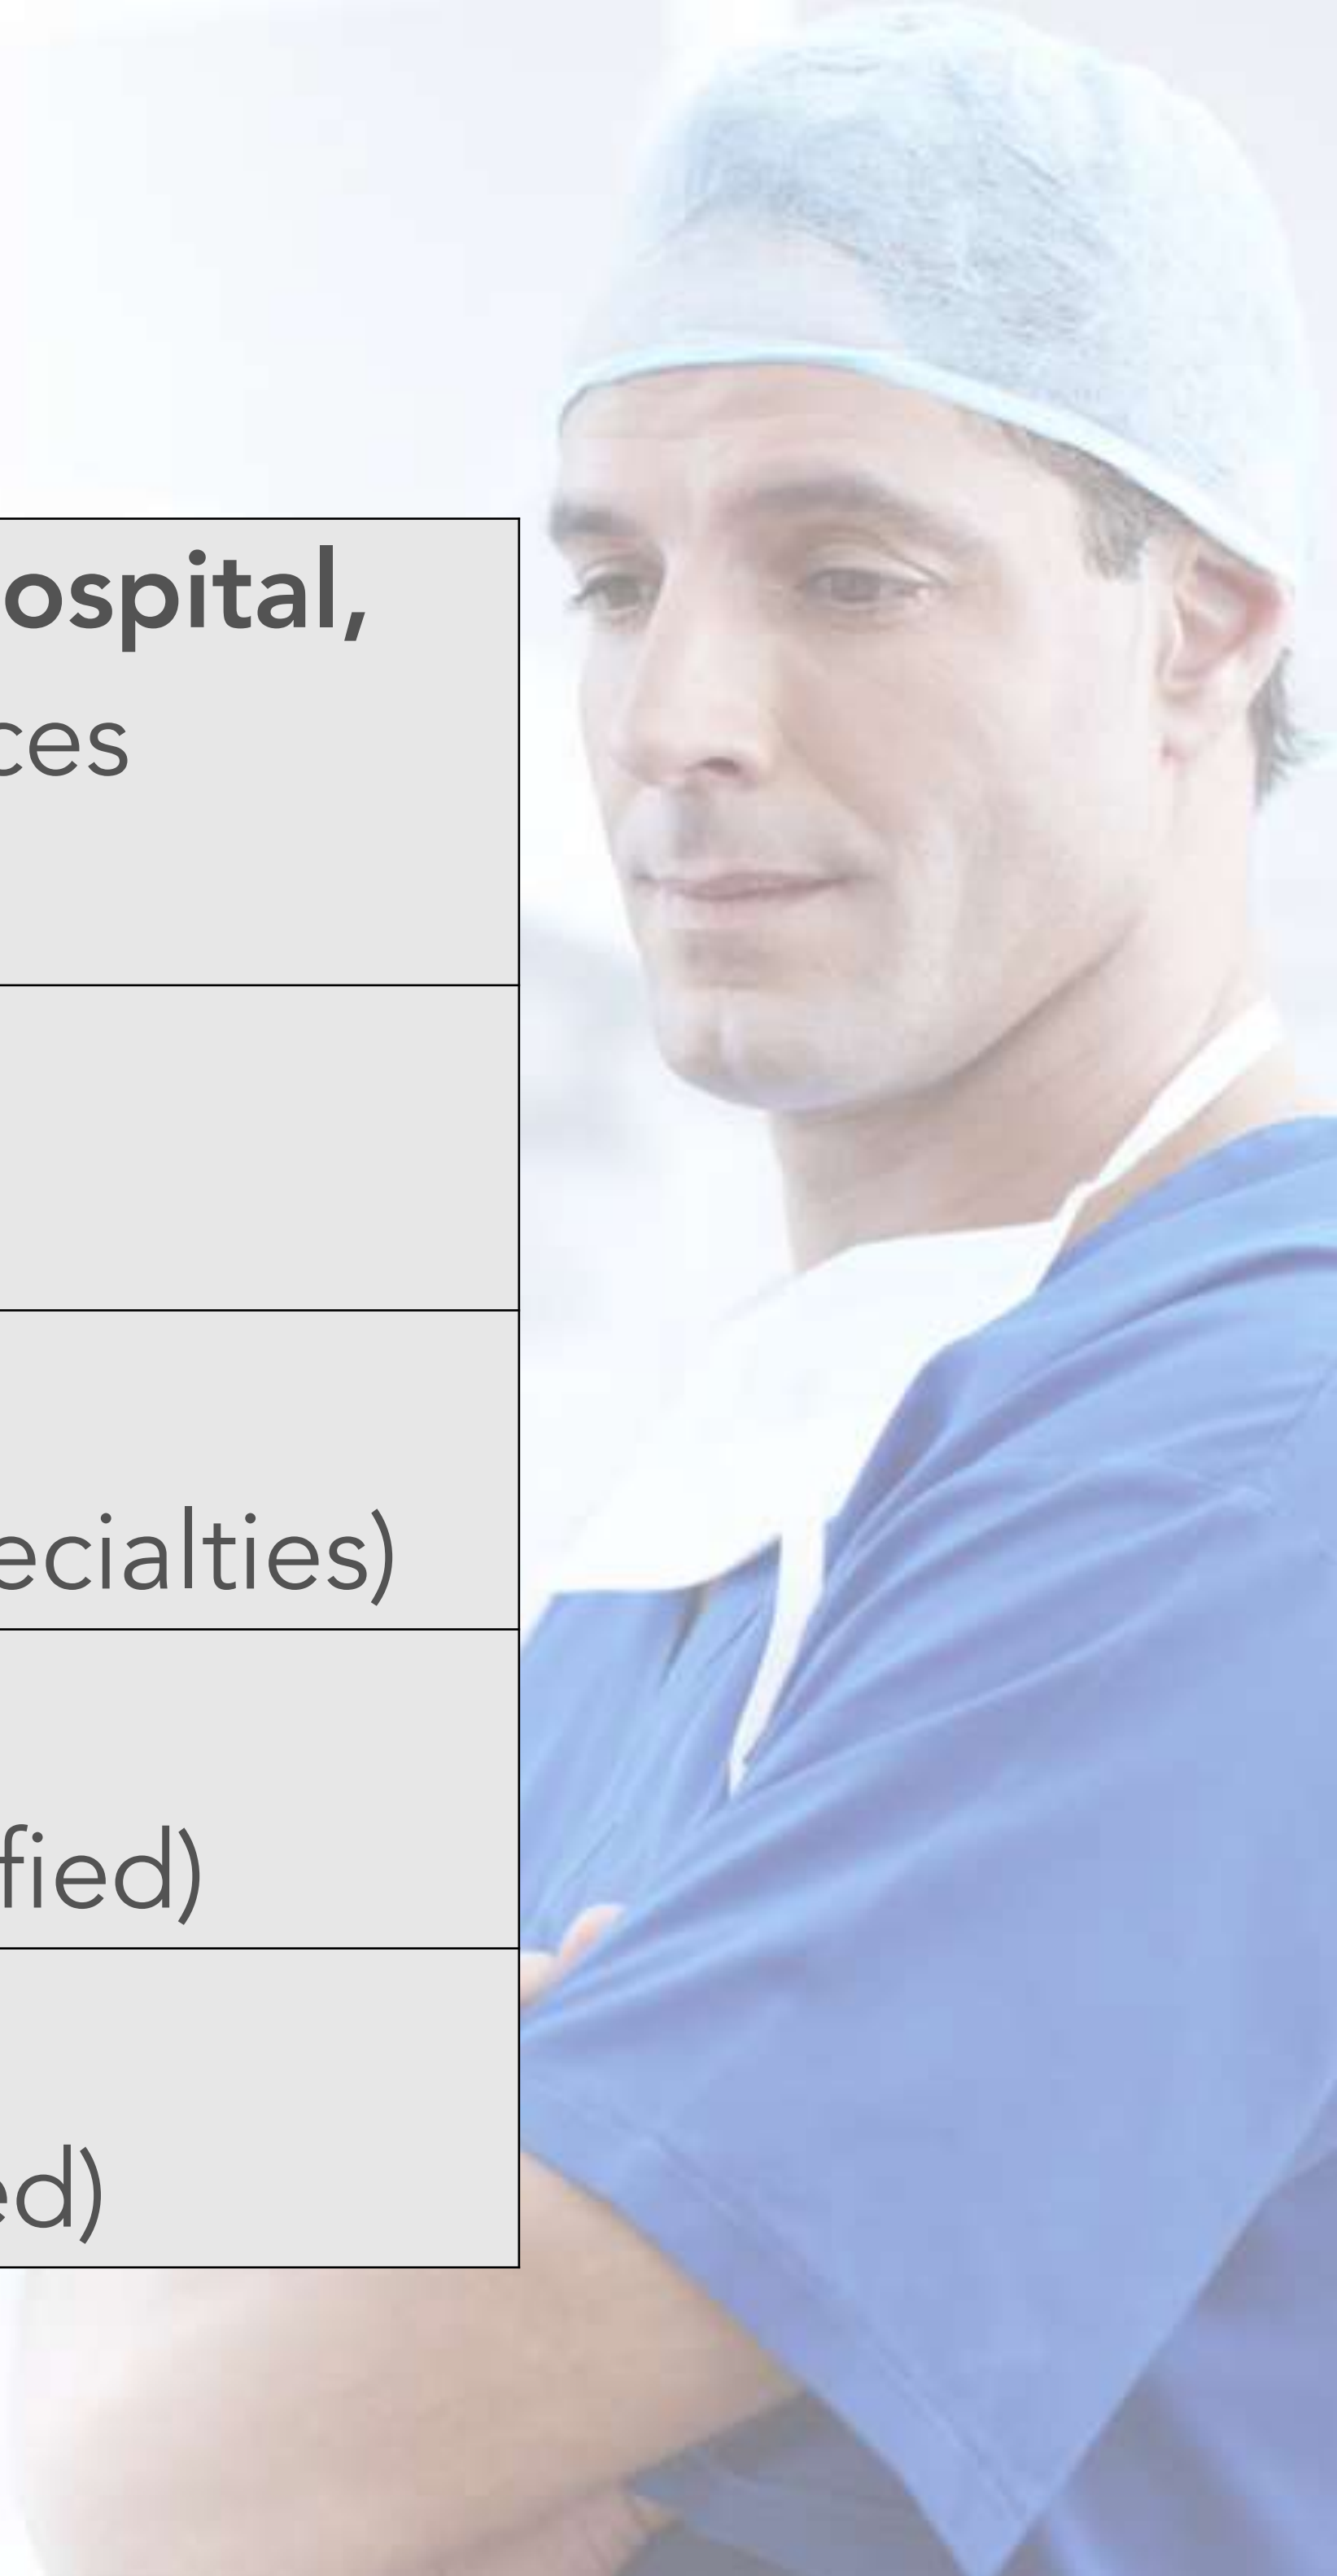 ospital,
ces
ecialties)
fied)
ed)